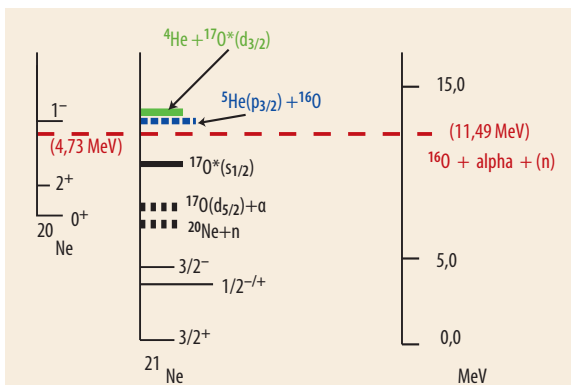 ⁴He + ¹⁷O*(d₃/₂)
⁵He(p₃/₂) + ¹⁶O
15,0
1⁻
(4,73 MeV)
(11,49 MeV)
¹⁶O + alpha + (n)
¹⁷O*(s₁/₂)
2⁺
0⁺
¹⁷O(d₅/₂)+α
²⁰Ne+n
20
Ne
5,0
3/2⁻
1/2⁻/⁺
3/2⁺
0,0
21
Ne
MeV